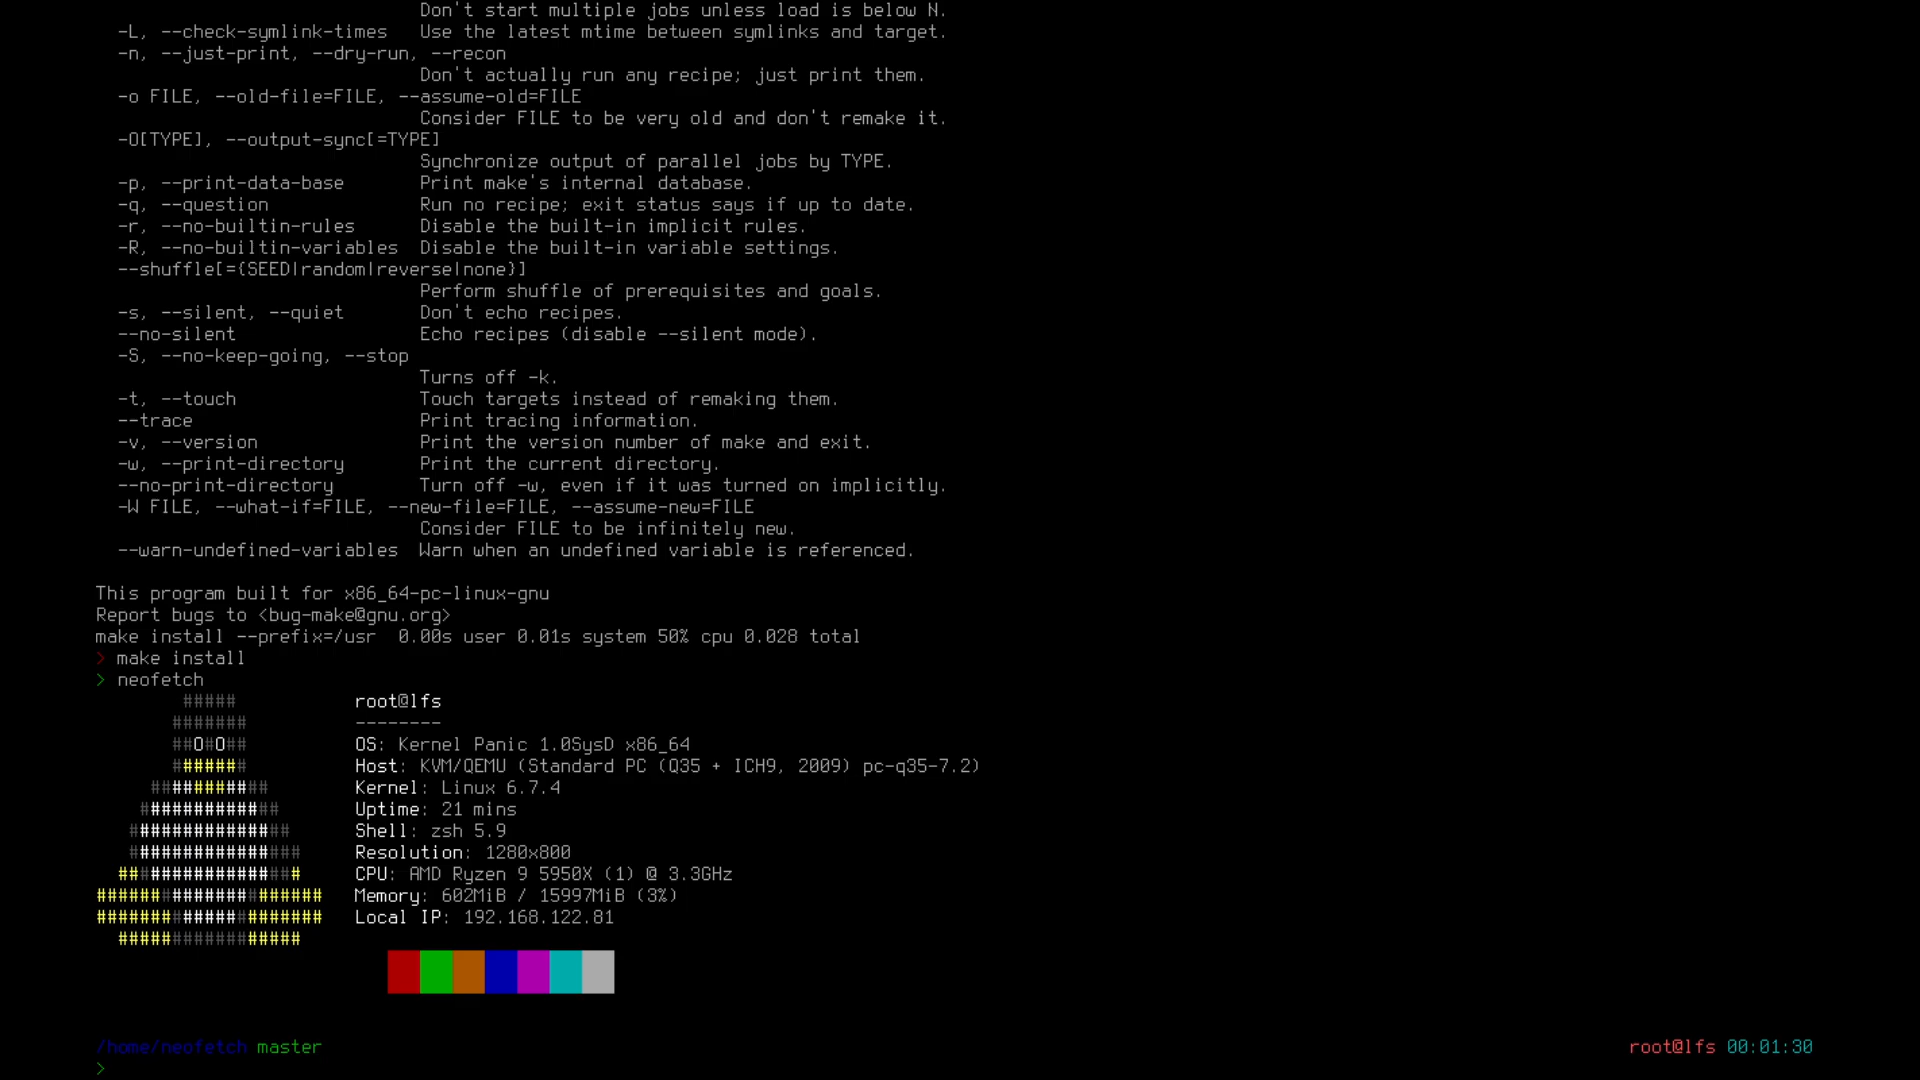 Don't start multiple jobs unless load is below N.
-L, --check-symlink-times   Use the latest mtime between symlinks and target.
-n, --just-print, --dry-run, --recon
Don't actually run any recipe; just print them.
-o FILE, --old-file=FILE, --assume-old=FILE
Consider FILE to be very old and don't remake it.
-O[TYPE], --output-sync[=TYPE]
Synchronize output of parallel jobs by TYPE.
-p, --print-data-base       Print make's internal database.
-q, --question              Run no recipe; exit status says if up to date.
-r, --no-builtin-rules      Disable the built-in implicit rules.
-R, --no-builtin-variables  Disable the built-in variable settings.
--shuffle[={SEED|random|reverse|none}]
Perform shuffle of prerequisites and goals.
-s, --silent, --quiet       Don't echo recipes.
--no-silent                 Echo recipes (disable --silent mode).
-S, --no-keep-going, --stop
Turns off -k.
-t, --touch                 Touch targets instead of remaking them.
--trace                     Print tracing information.
-v, --version               Print the version number of make and exit.
-w, --print-directory       Print the current directory.
--no-print-directory        Turn off -w, even if it was turned on implicitly.
-W FILE, --what-if=FILE, --new-file=FILE, --assume-new=FILE
Consider FILE to be infinitely new.
--warn-undefined-variables  Warn when an undefined variable is referenced.
This program built for x86_64-pc-linux-gnu
Report bugs to <bug-make@gnu.org>
make install --prefix=/usr  0.00s user 0.01s system 50% cpu 0.028 total
> make install
> neofetch
#####           root@lfs
#######          --------
##O#O##          OS: Kernel Panic 1.0SysD x86_64
#######          Host: KVM/QEMU (Standard PC (Q35 + ICH9, 2009) pc-q35-7.2)
###########        Kernel: Linux 6.7.4
#############       Uptime: 21 mins
###############      Shell: zsh 5.9
################     Resolution: 1280x800
#################     CPU: AMD Ryzen 9 5950X (1) @ 3.3GHz
#####################   Memory: 602MiB / 15997MiB (3%)
#####################   Local IP: 192.168.122.81
#################
/home/neofetch master   root@lfs 00:01:30
>